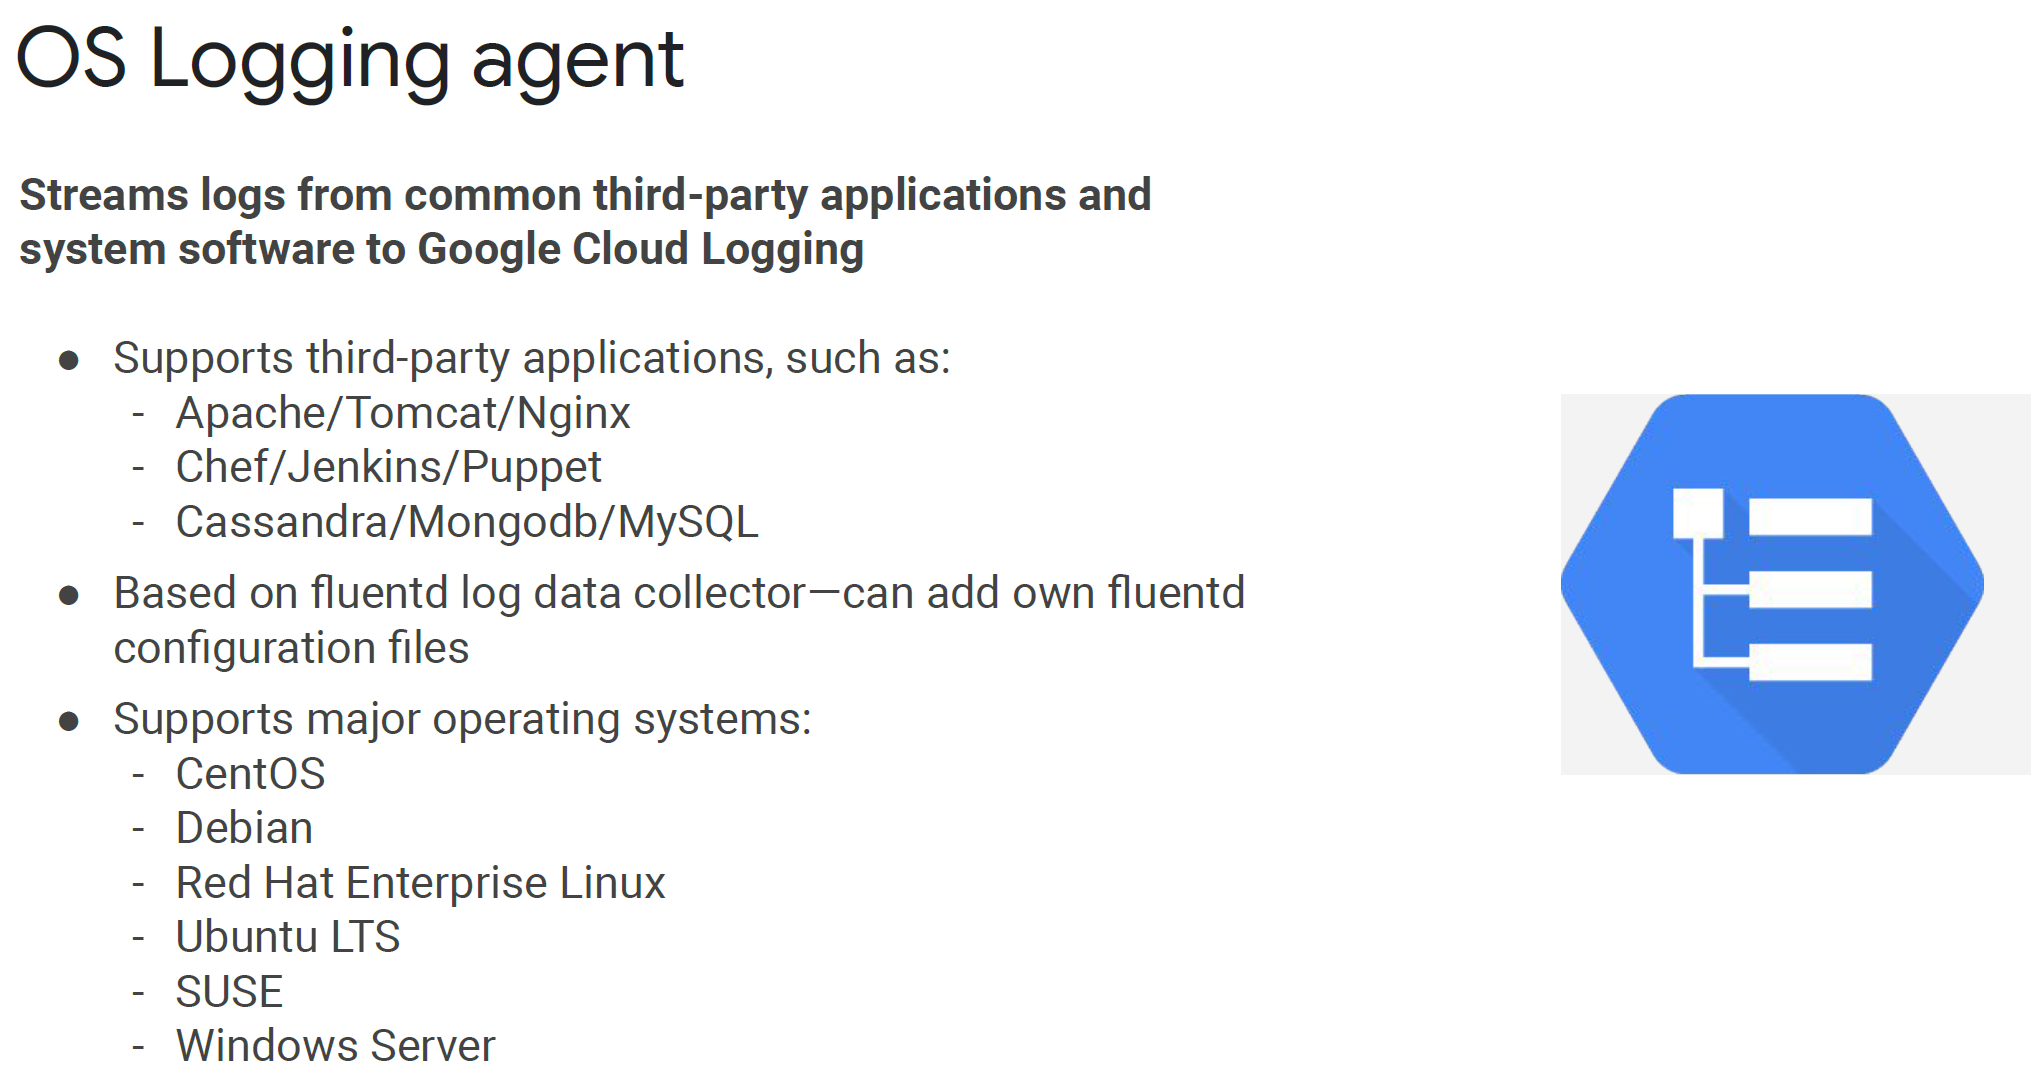 OS Logging agent
Streams logs from common third-party applications and
system software to Google Cloud Logging
● Supports third-party applications, such as:
- Apache/Tomcat/Nginx
- Chef/Jenkins/Puppet
- Cassandra/Mongodb/MySQL
● Based on fluentd log data collector—can add own fluentd
configuration files
● Supports major operating systems:
- CentOS
- Debian
- Red Hat Enterprise Linux
- Ubuntu LTS
- SUSE
- Windows Server